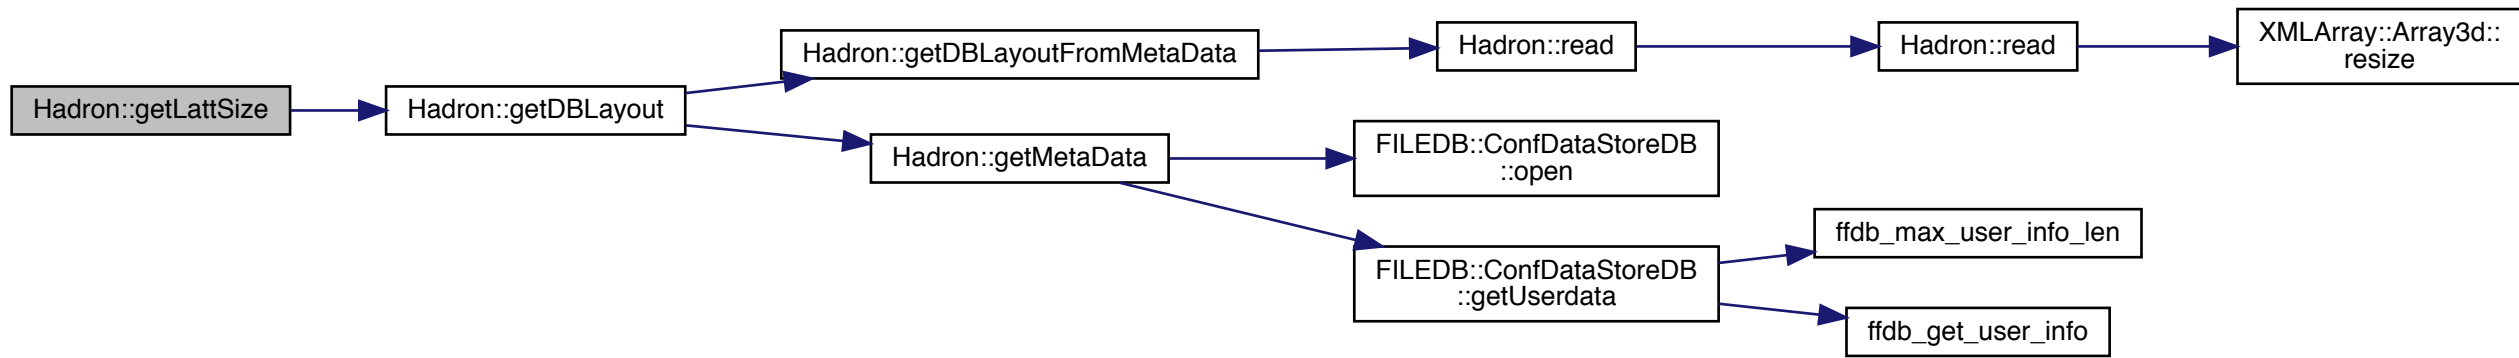 Hadron::getLattSize
Hadron::getDBLayout
Hadron::getDBLayoutFromMetaData
Hadron::read
Hadron::read
XMLArray::Array3d::
resize
Hadron::getMetaData
FILEDB::ConfDataStoreDB
::open
FILEDB::ConfDataStoreDB
::getUserdata
ffdb_max_user_info_len
ffdb_get_user_info